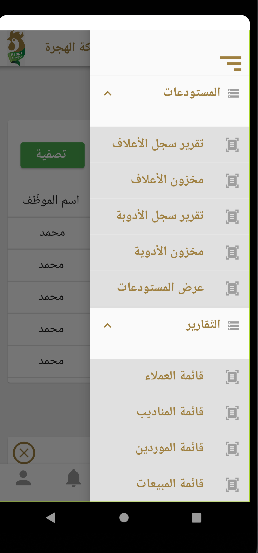 كة الهجرة
المستودعات
تقرير سجل الأعلاف
مخزون الأعلاف
تقرير سجل الأدوية
مخزون الأدوية
عرض المستودعات
التقارير
قائمة العملاء
قائمة المناديب
قائمة الموردين
قائمة المبيعات
تصفية
اسم الموظف
محمد
محمد
محمد
محمد
محمد